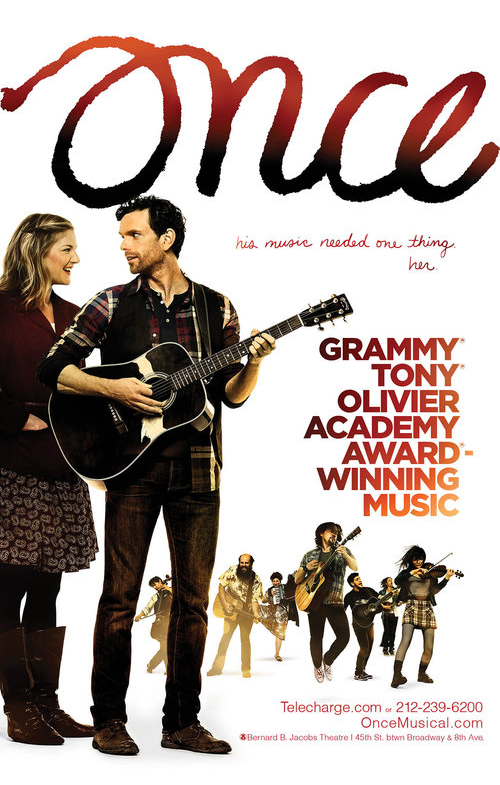 Once
his music needed one thing.
her.
GRAMMY®
TONY®
OLIVIER
ACADEMY
AWARD®-
WINNING
MUSIC
Telecharge.com or 212-239-6200
OnceMusical.com
Bernard B. Jacobs Theatre | 45th St. btwn Broadway & 8th Ave.